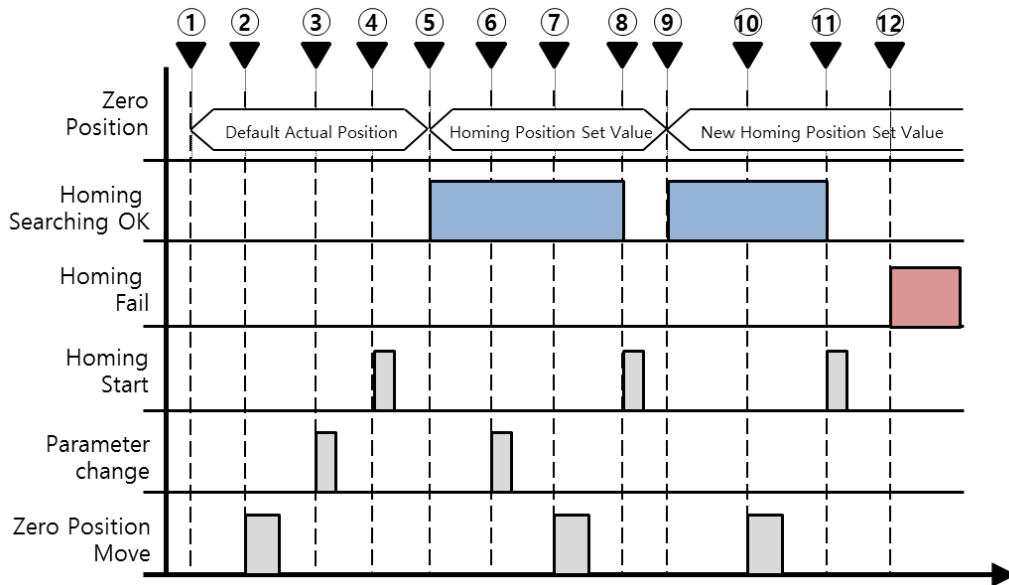 ① ② ③ ④ ⑤ ⑥ ⑦ ⑧ ⑨ ⑩ ⑪ ⑫
Zero
Position
Default Actual Position
Homing Position Set Value
New Homing Position Set Value
Homing
Searching OK
Homing
Fail
Homing
Start
Parameter
change
Zero Position
Move